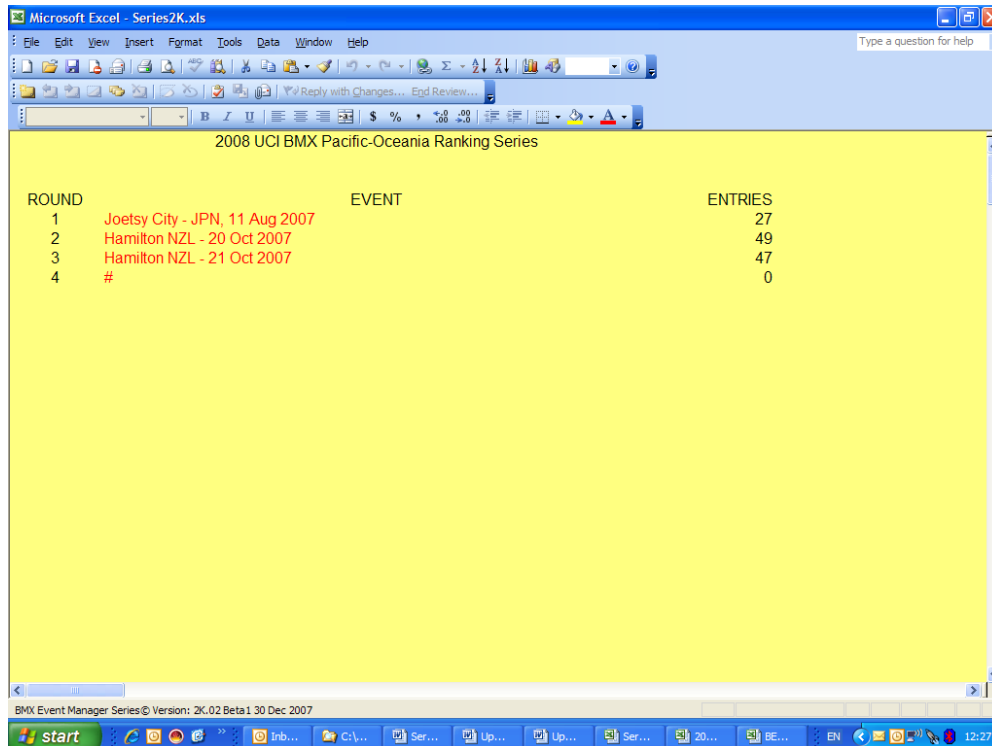 Microsoft Excel - Series2K.xls
File Edit View Insert Format Tools Data Window Help
Type a question for help
Reply with Changes... End Review...
B I U $ % , .00 A
2008 UCI BMX Pacific-Oceania Ranking Series
ROUND EVENT ENTRIES
1 Joetsy City - JPN, 11 Aug 2007 27
2 Hamilton NZL - 20 Oct 2007 49
3 Hamilton NZL - 21 Oct 2007 47
4 # 0
BMX Event Manager Series© Version: 2K.02 Beta1 30 Dec 2007
start Inb... C:\... Ser... Up... Up... Ser... 20... BE... EN 12:27